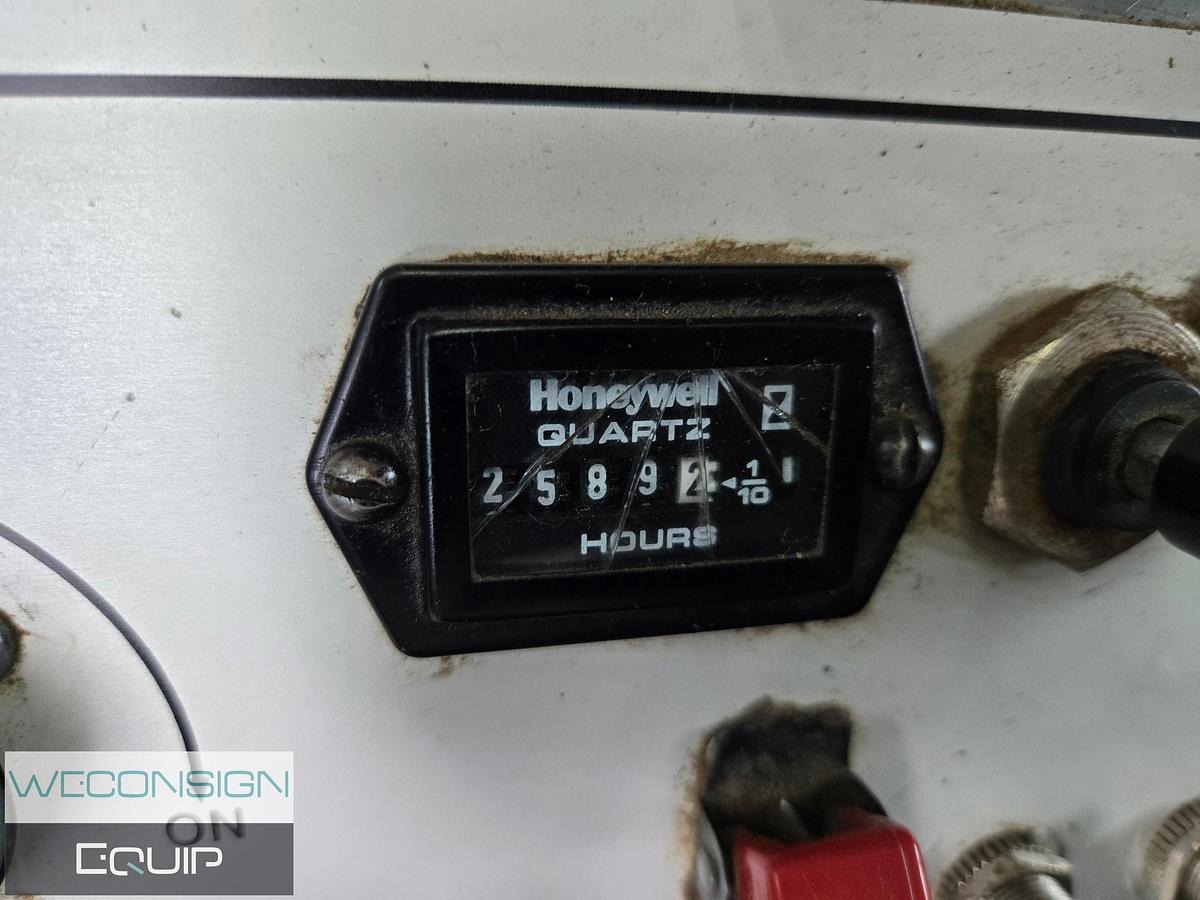 Honeywell
QUARTZ
2 5 8 9 2 ◄ 1/10
HOURS
ON
WECONSIGN
EQUIP